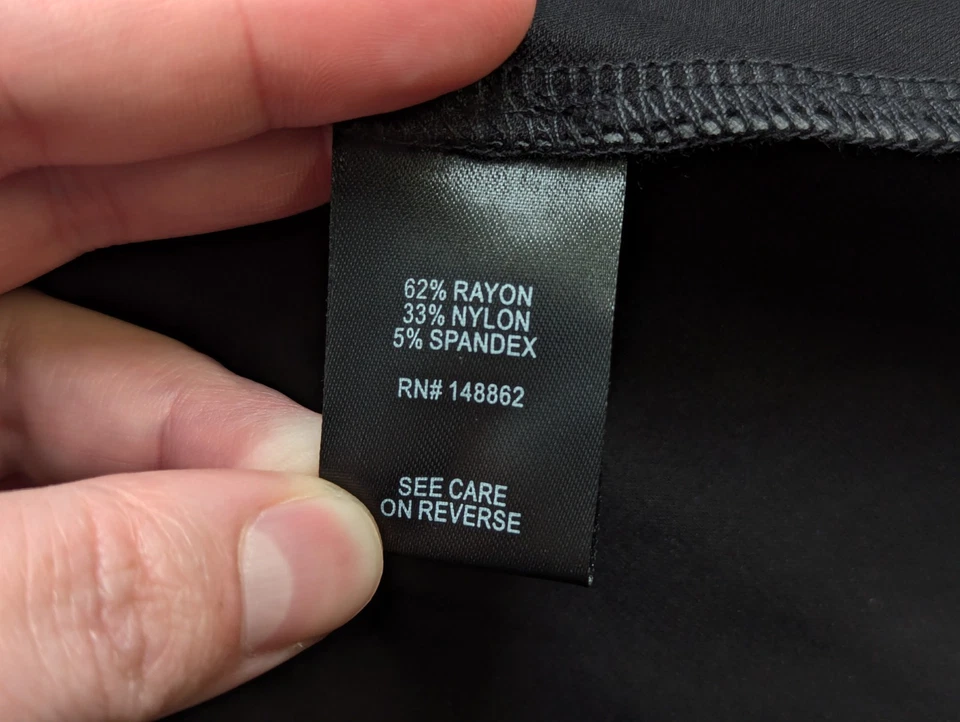 62% RAYON
33% NYLON
5% SPANDEX
RN# 148862
SEE CARE
ON REVERSE